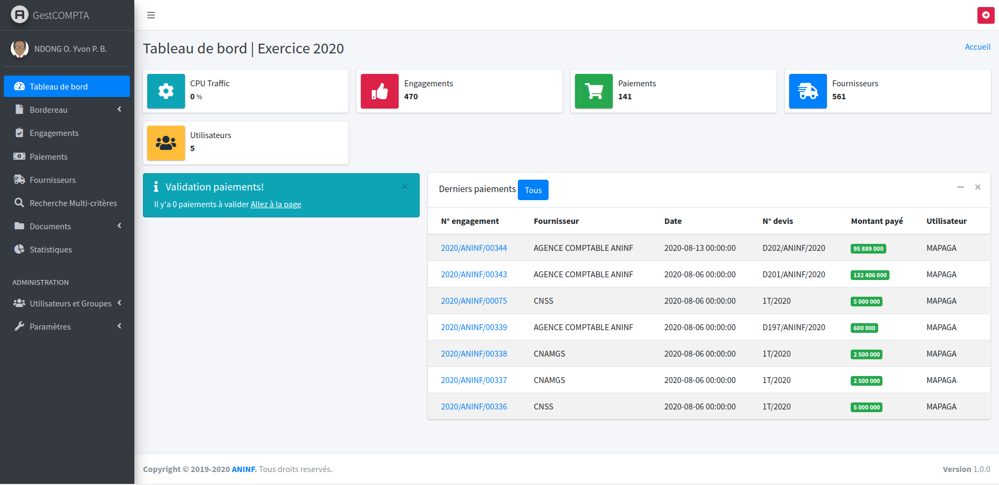 GestCOMPTA
NDONG O. Yvon P. B.
Tableau de bord
Bordereau
Engagements
Paiements
Fournisseurs
Recherche Multi-critères
Documents
Statistiques
ADMINISTRATION
Utilisateurs et Groupes
Paramètres
Tableau de bord | Exercice 2020
Accueil
CPU Traffic
0 %
Engagements
470
Paiements
141
Fournisseurs
561
Utilisateurs
5
Validation paiements!
Il y'a 0 paiements à valider Allez à la page
Derniers paiements Tous
N° engagement Fournisseur Date N° devis Montant payé Utilisateur
2020/ANINF/00344 AGENCE COMPTABLE ANINF 2020-08-13 00:00:00 D202/ANINF/2020 95 889 000 MAPAGA
2020/ANINF/00343 AGENCE COMPTABLE ANINF 2020-08-06 00:00:00 D201/ANINF/2020 132 406 000 MAPAGA
2020/ANINF/00075 CNSS 2020-08-06 00:00:00 1T/2020 5 000 000 MAPAGA
2020/ANINF/00339 AGENCE COMPTABLE ANINF 2020-08-06 00:00:00 D197/ANINF/2020 600 000 MAPAGA
2020/ANINF/00338 CNAMGS 2020-08-06 00:00:00 1T/2020 2 500 000 MAPAGA
2020/ANINF/00337 CNAMGS 2020-08-06 00:00:00 1T/2020 2 500 000 MAPAGA
2020/ANINF/00336 CNSS 2020-08-06 00:00:00 1T/2020 5 000 000 MAPAGA
Copyright © 2019-2020 ANINF. Tous droits reservés.
Version 1.0.0